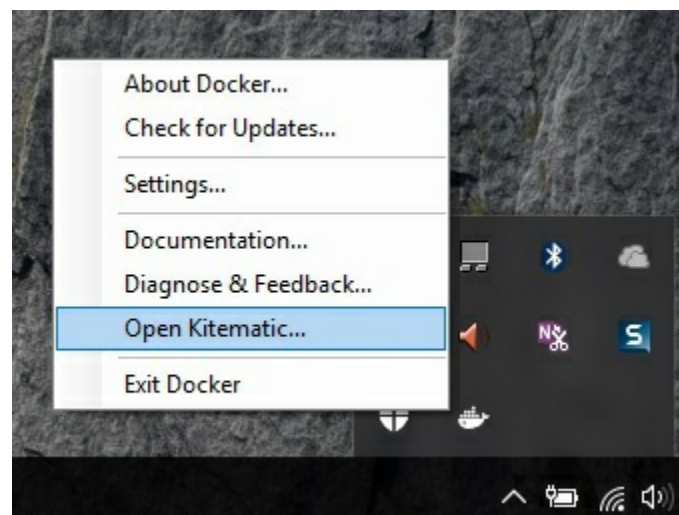 About Docker...
Check for Updates...
Settings...
Documentation...
Diagnose & Feedback...
Open Kitematic...
Exit Docker
N
S